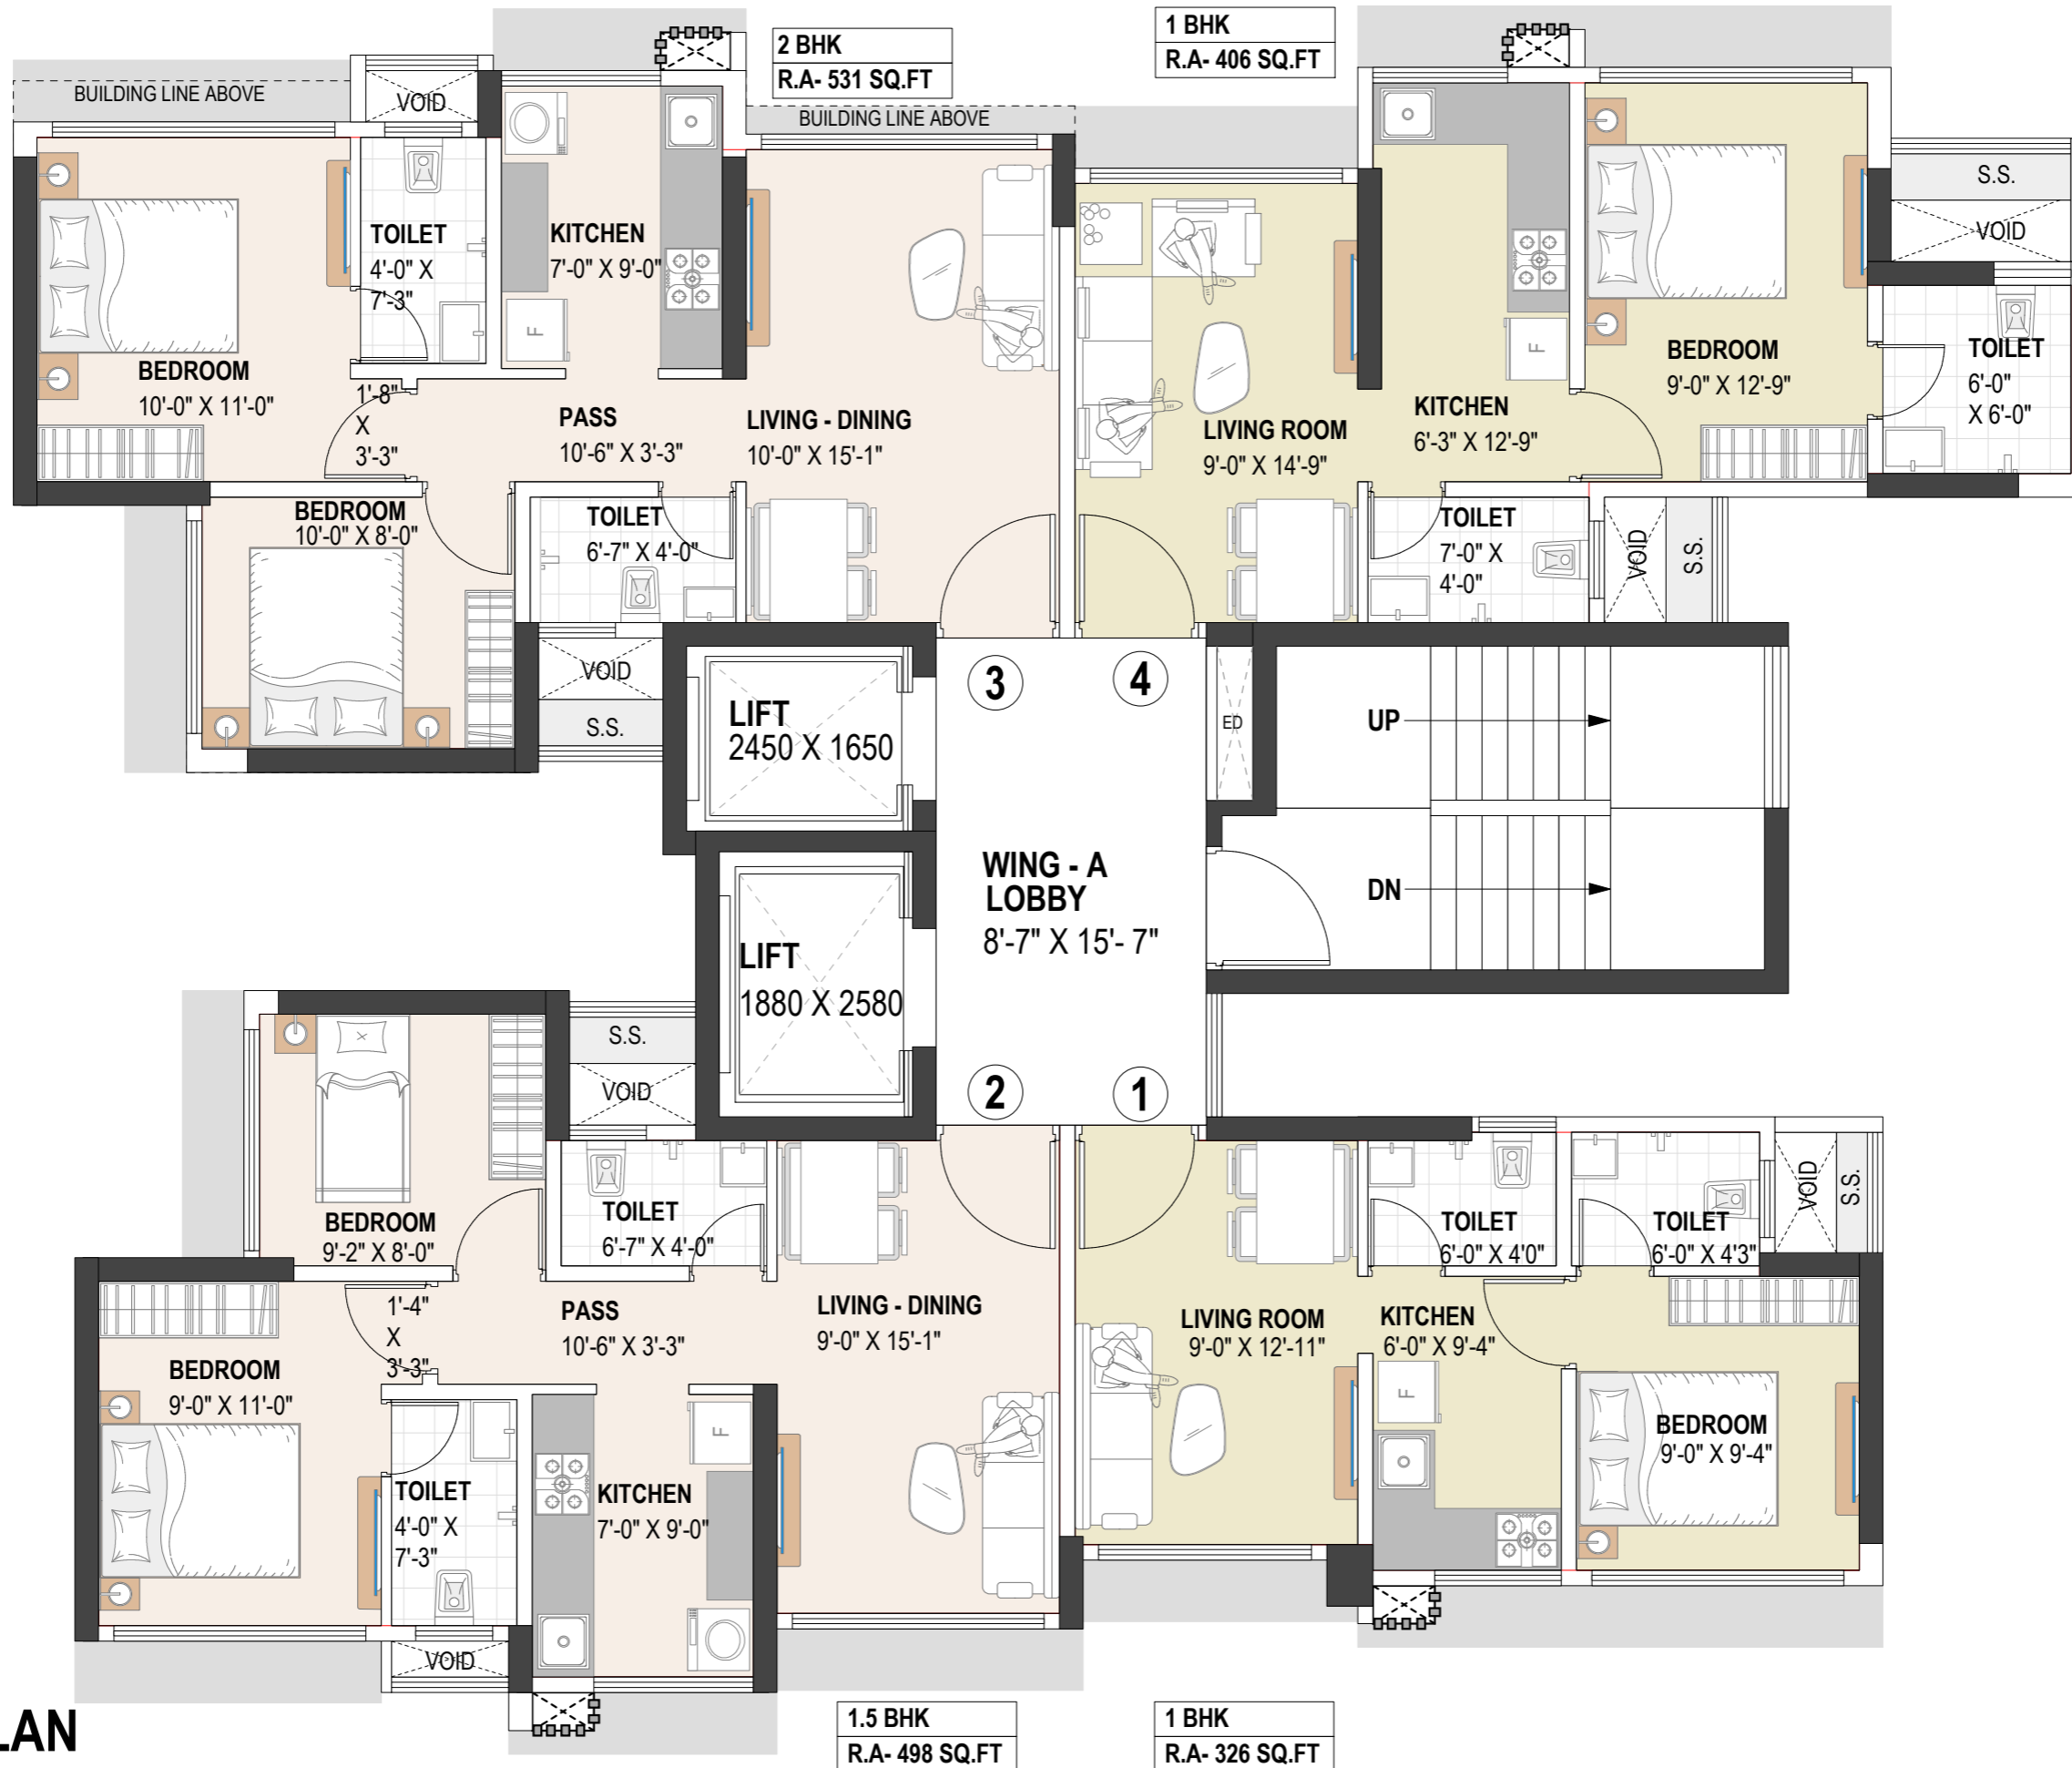 2 BHK
R.A- 531 SQ.FT
1 BHK
R.A- 406 SQ.FT
BUILDING LINE ABOVE
VOID
BUILDING LINE ABOVE
S.S.
VOID
TOILET
4'-0" X
7'-3"
KITCHEN
7'-0" X 9'-0"
F
BEDROOM
10'-0" X 11'-0"
1'-8"
X
3'-3"
PASS
10'-6" X 3'-3"
LIVING - DINING
10'-0" X 15'-1"
LIVING ROOM
9'-0" X 14'-9"
KITCHEN
6'-3" X 12'-9"
F
BEDROOM
9'-0" X 12'-9"
TOILET
6'-0"
X 6'-0"
BEDROOM
10'-0" X 8'-0"
TOILET
6'-7" X 4'-0"
TOILET
7'-0" X
4'-0"
VOID
S.S.
VOID
S.S.
LIFT
2450 X 1650
3
4
ED
UP
WING - A
LOBBY
8'-7" X 15'- 7"
DN
LIFT
1880 X 2580
S.S.
VOID
2
1
BEDROOM
9'-2" X 8'-0"
TOILET
6'-7" X 4'-0"
TOILET
6'-0" X 4'0"
TOILET
6'-0" X 4'3"
VOID
S.S.
1'-4"
X
3'-3"
PASS
10'-6" X 3'-3"
LIVING - DINING
9'-0" X 15'-1"
LIVING ROOM
9'-0" X 12'-11"
KITCHEN
6'-0" X 9'-4"
F
BEDROOM
9'-0" X 11'-0"
F
BEDROOM
9'-0" X 9'-4"
TOILET
4'-0" X
7'-3"
KITCHEN
7'-0" X 9'-0"
VOID
LAN
1.5 BHK
R.A- 498 SQ.FT
1 BHK
R.A- 326 SQ.FT